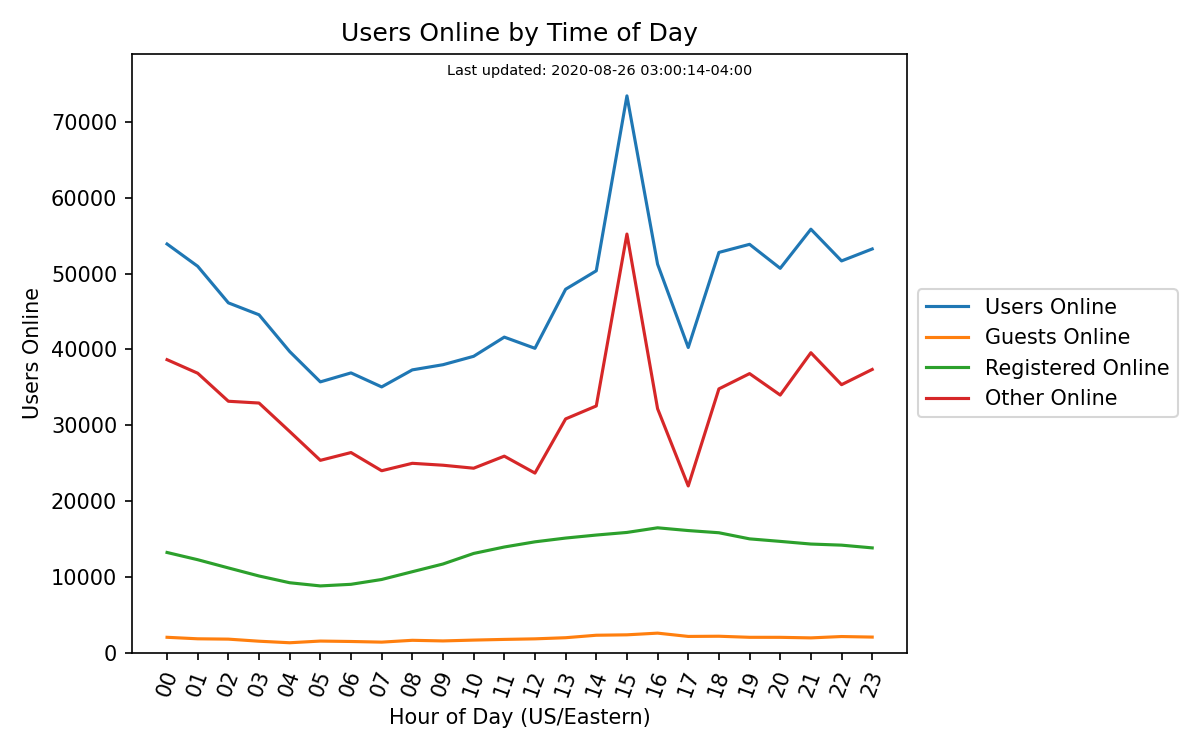 Users Online by Time of Day
Last updated: 2020-08-26 03:00:14-04:00
Users Online
70000
60000
50000
40000
30000
20000
10000
0
00 01 02 03 04 05 06 07 08 09 10 11 12 13 14 15 16 17 18 19 20 21 22 23
Hour of Day (US/Eastern)
Users Online
Guests Online
Registered Online
Other Online